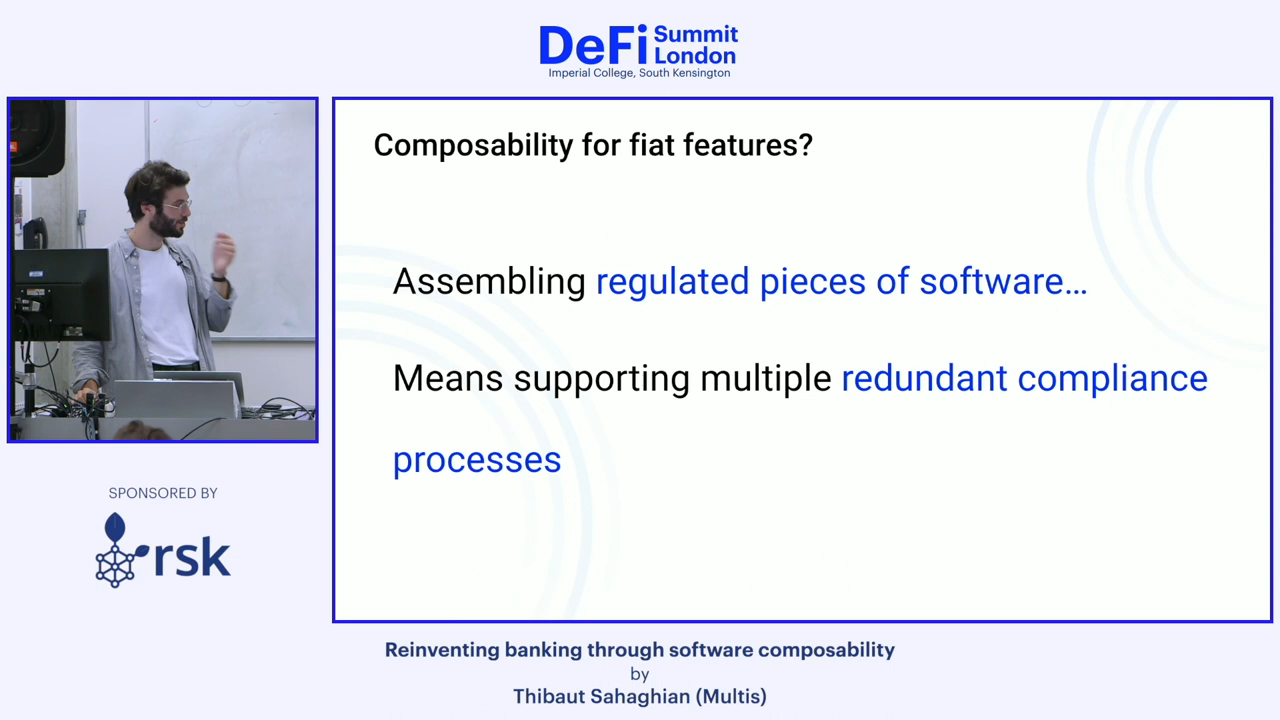 DeFi Summit
London
Imperial College, South Kensington
Composability for fiat features?
Assembling regulated pieces of software...
Means supporting multiple redundant compliance
processes
SPONSORED BY
rsk
Reinventing banking through software composability
by
Thibaut Sahaghian (Multis)